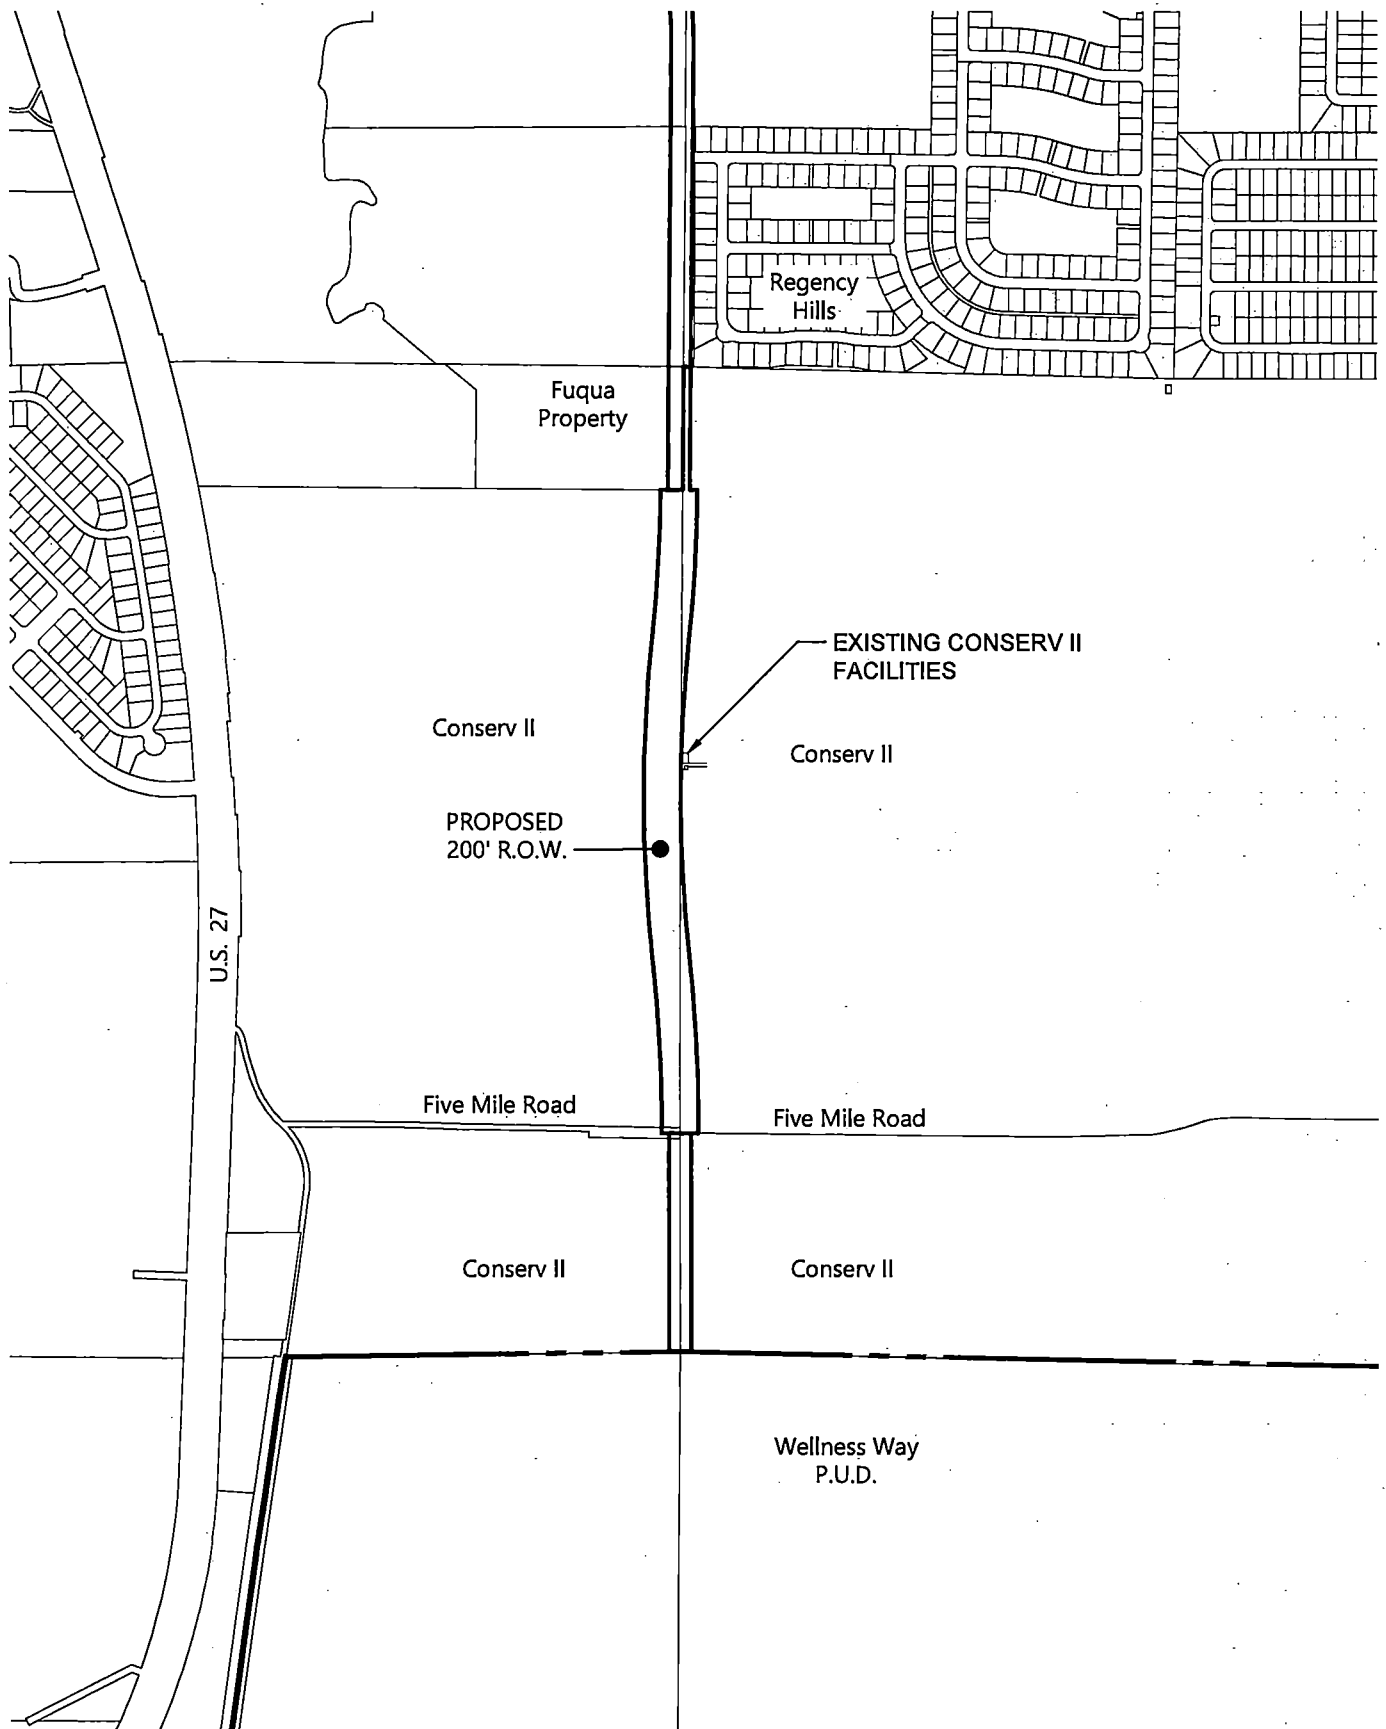 Regency
Hills
Fuqua
Property
EXISTING CONSERV II
FACILITIES
Conserv II
Conserv II
PROPOSED
200' R.O.W.
U.S. 27
Five Mile Road
Five Mile Road
Conserv II
Conserv II
Wellness Way
P.U.D.